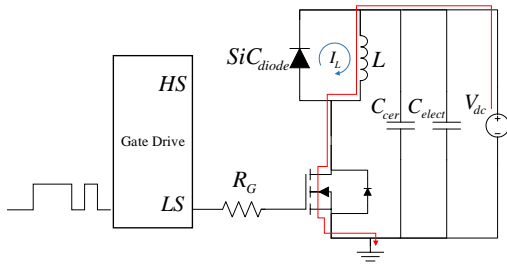 SiC_diode
I_L
L
HS
C_cer
C_elect
V_dc
Gate Drive
R_G
LS